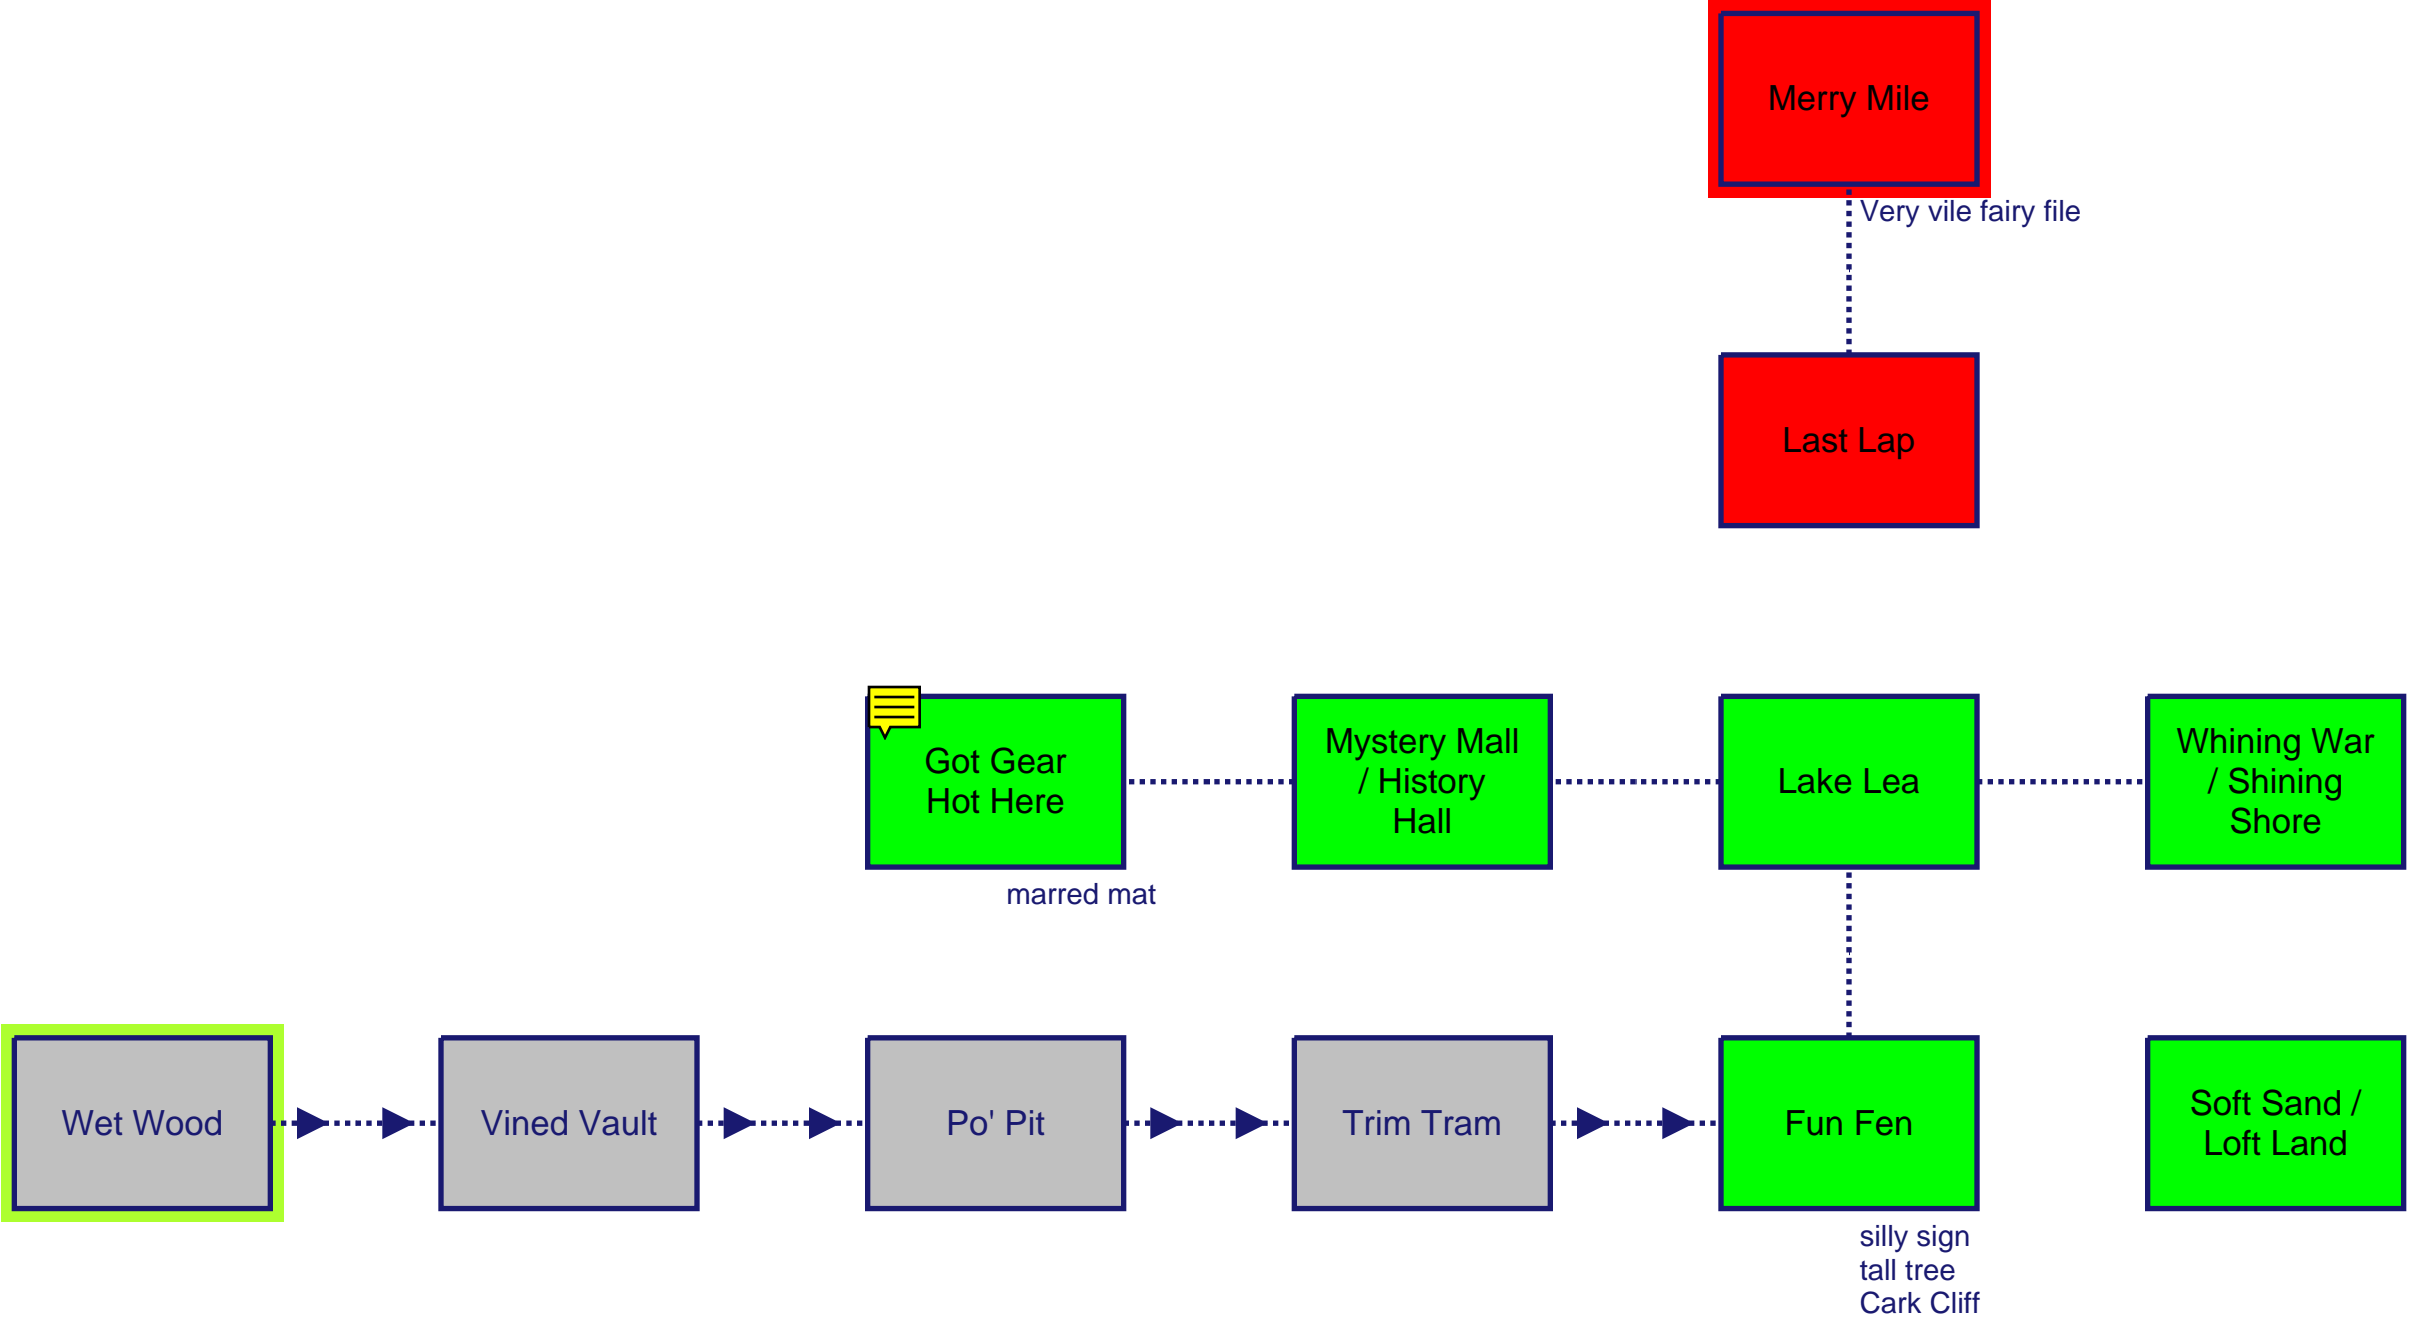 Merry Mile
Very vile fairy file
Last Lap
Got Gear
Hot Here
marred mat
Mystery Mall
/ History
Hall
Lake Lea
Whining War
/ Shining
Shore
Wet Wood
Vined Vault
Po' Pit
Trim Tram
Fun Fen
silly sign
tall tree
Cark Cliff
Soft Sand /
Loft Land